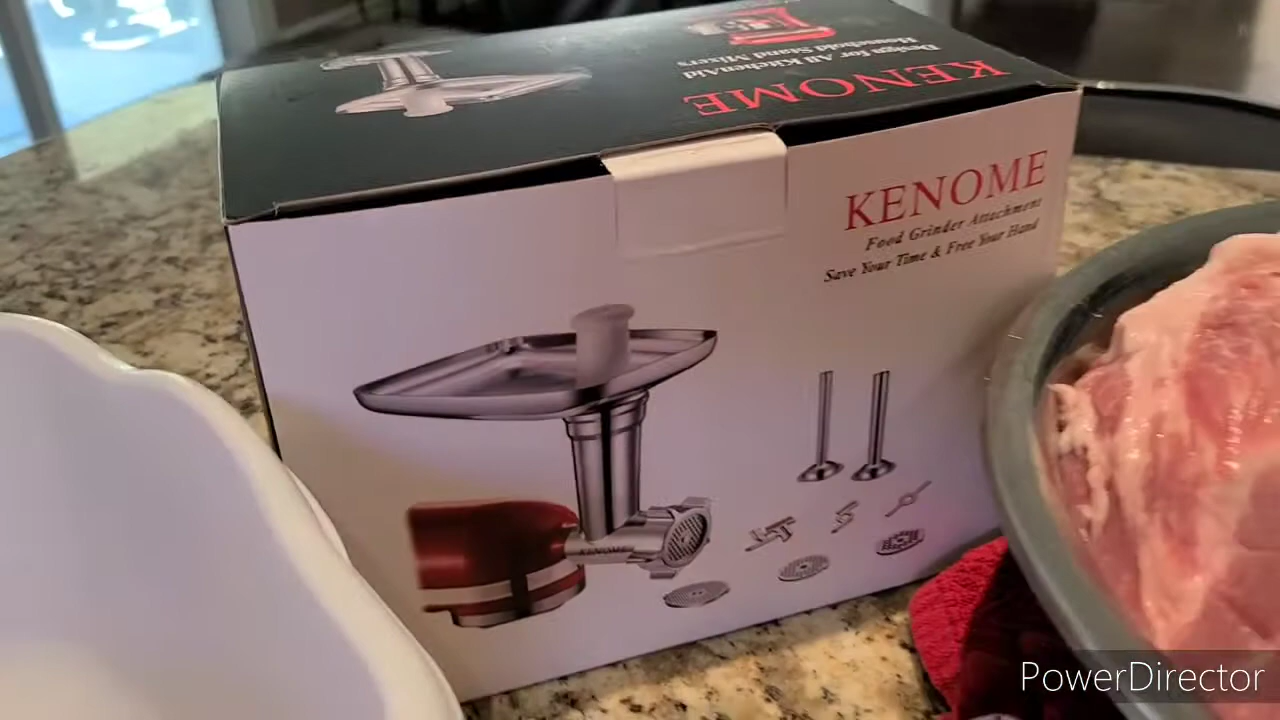 Design for All KitchenAid
Household Stand Mixers
KENOME
KENOME
Food Grinder Attachment
Save Your Time & Free Your Hand
KENOME
PowerDirector